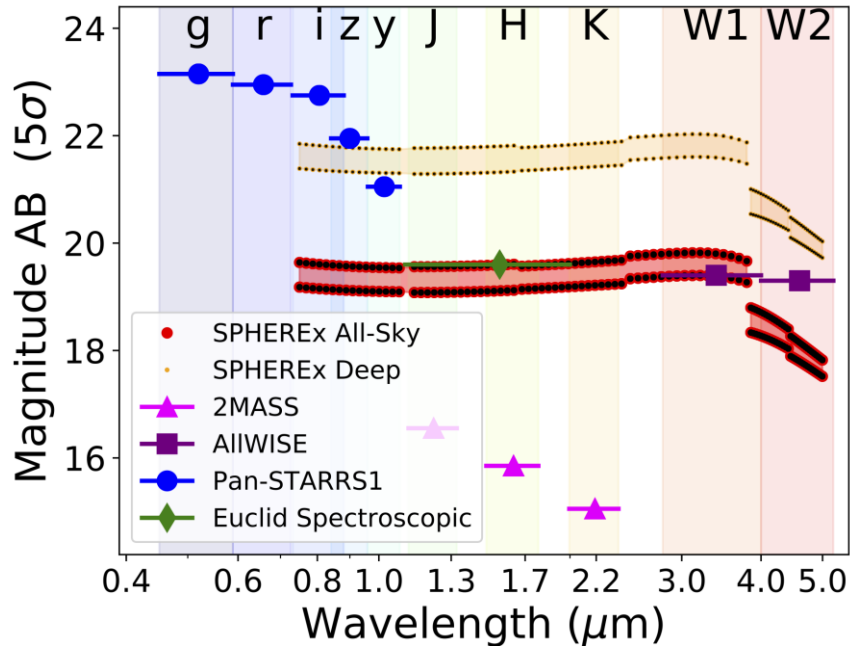 g r i z y J H K W1 W2
24
22
20
18
16
Magnitude AB (5σ)
SPHEREx All-Sky
SPHEREx Deep
2MASS
AllWISE
Pan-STARRS1
Euclid Spectroscopic
0.4 0.6 0.8 1.0 1.3 1.7 2.2 3.0 4.0 5.0
Wavelength (μm)